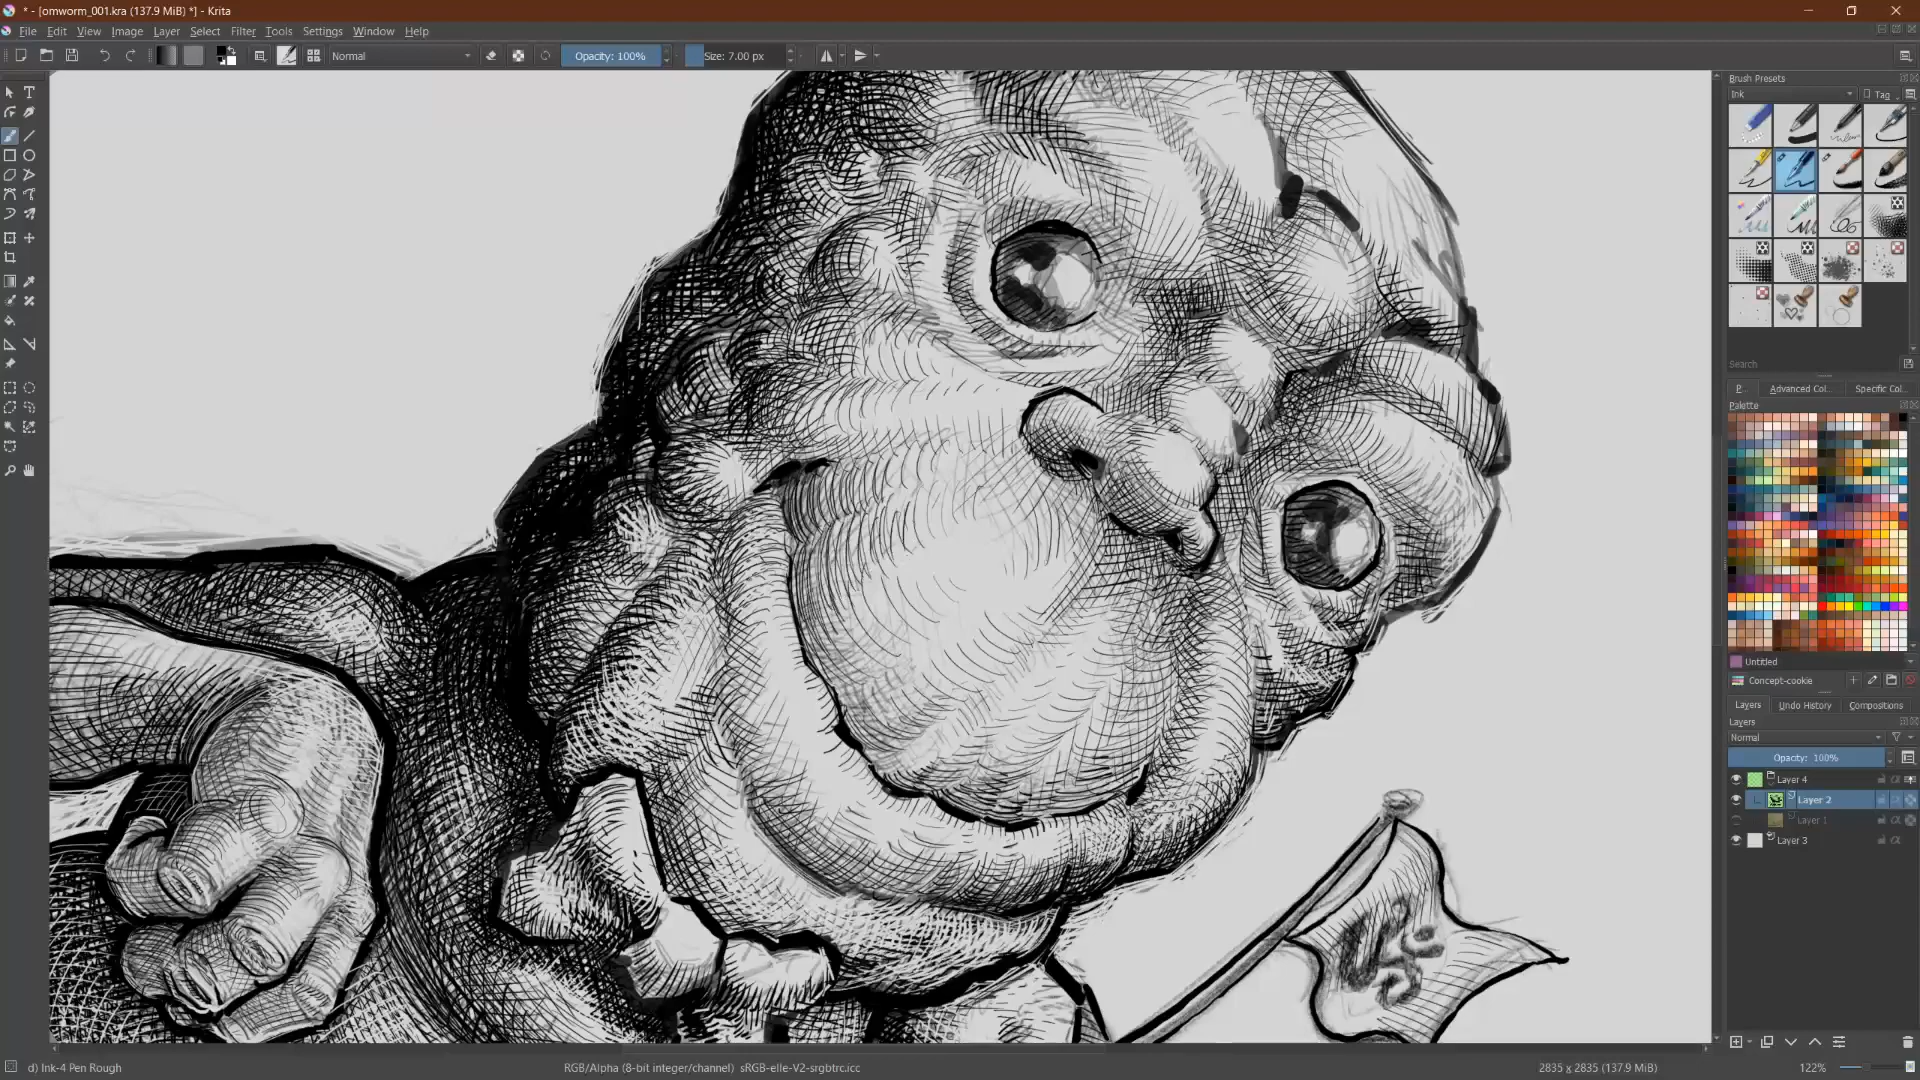 * - [omworm_001.kra (137.9 MiB) *] - Krita
File Edit View Image Layer Select Filter Tools Settings Window Help
Normal Opacity: 100% Size: 7.00 px
Brush Presets
Ink Tag
Search
P... Advanced Col... Specific Col...
Palette
Untitled
Concept-cookie
Layers Undo History Compositions
Layers
Normal
Opacity: 100%
Layer 4
Layer 2
Layer 1
Layer 3
d) Ink-4 Pen Rough RGB/Alpha (8-bit integer/channel) sRGB-elle-V2-srgbtrc.icc 2835 x 2835 (137.9 MiB) 122%